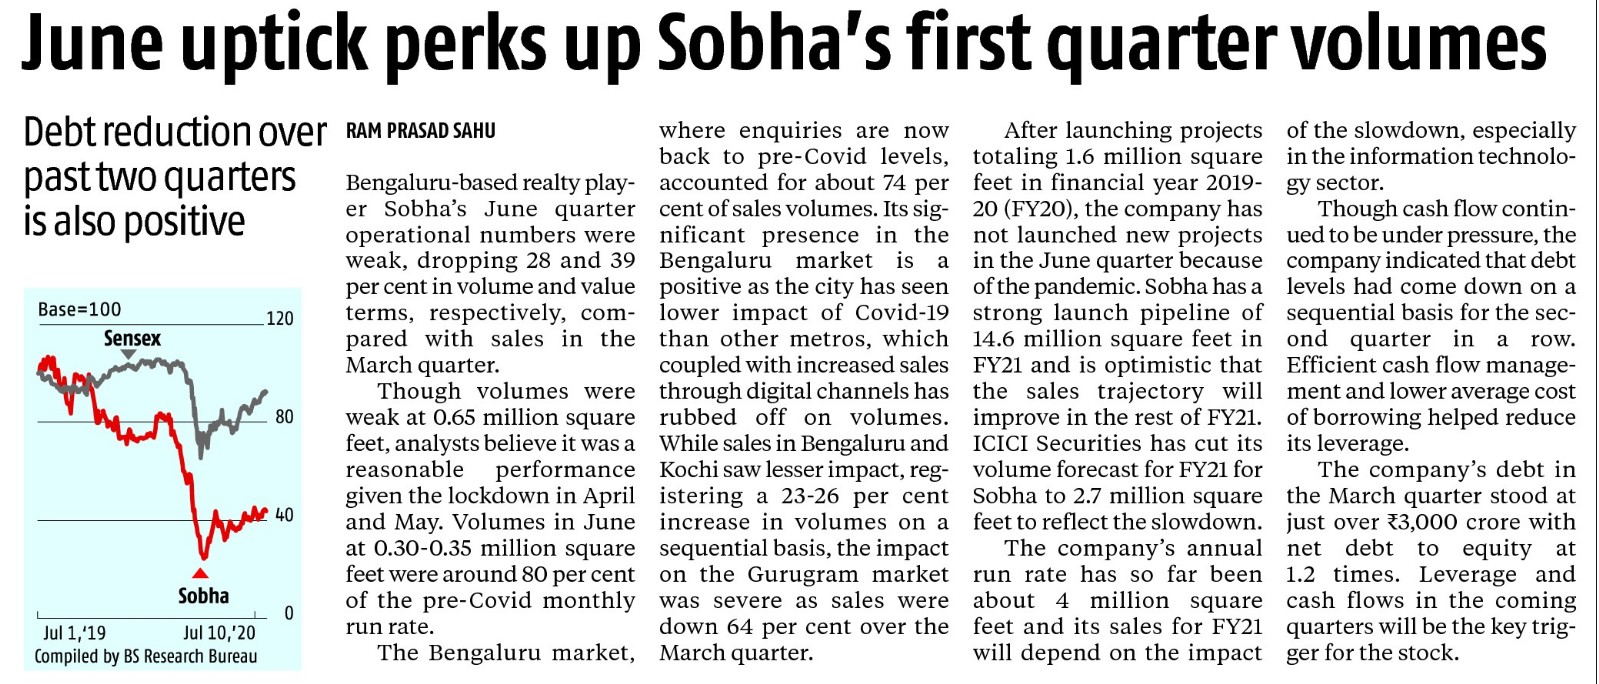 June uptick perks up Sobha's first quarter volumes
Debt reduction over
past two quarters
is also positive
Base=100
120
Sensex
80
40
Sobha
0
Jul 1,'19
Jul 10,'20
Compiled by BS Research Bureau
RAM PRASAD SAHU
Bengaluru-based realty play-
er Sobha's June quarter
operational numbers were
weak, dropping 28 and 39
per cent in volume and value
terms, respectively, com-
pared with sales in the
March quarter.
Though volumes were
weak at 0.65 million square
feet, analysts believe it was a
reasonable performance
given the lockdown in April
and May. Volumes in June
at 0.30-0.35 million square
feet were around 80 per cent
of the pre-Covid monthly
run rate.
The Bengaluru market,
where enquiries are now
back to pre-Covid levels,
accounted for about 74 per
cent of sales volumes. Its sig-
nificant presence in the
Bengaluru market is a
positive as the city has seen
lower impact of Covid-19
than other metros, which
coupled with increased sales
through digital channels has
rubbed off on volumes.
While sales in Bengaluru and
Kochi saw lesser impact, reg-
istering a 23-26 per cent
increase in volumes on a
sequential basis, the impact
on the Gurugram market
was severe as sales were
down 64 per cent over the
March quarter.
After launching projects
totaling 1.6 million square
feet in financial year 2019-
20 (FY20), the company has
not launched new projects
in the June quarter because
of the pandemic. Sobha has a
strong launch pipeline of
14.6 million square feet in
FY21 and is optimistic that
the sales trajectory will
improve in the rest of FY21.
ICICI Securities has cut its
volume forecast for FY21 for
Sobha to 2.7 million square
feet to reflect the slowdown.
The company's annual
run rate has so far been
about 4 million square
feet and its sales for FY21
will depend on the impact
of the slowdown, especially
in the information technolo-
gy sector.
Though cash flow contin-
ued to be under pressure, the
company indicated that debt
levels had come down on a
sequential basis for the sec-
ond quarter in a row.
Efficient cash flow manage-
ment and lower average cost
of borrowing helped reduce
its leverage.
The company's debt in
the March quarter stood at
just over ₹3,000 crore with
net debt to equity at
1.2 times. Leverage and
cash flows in the coming
quarters will be the key trig-
ger for the stock.